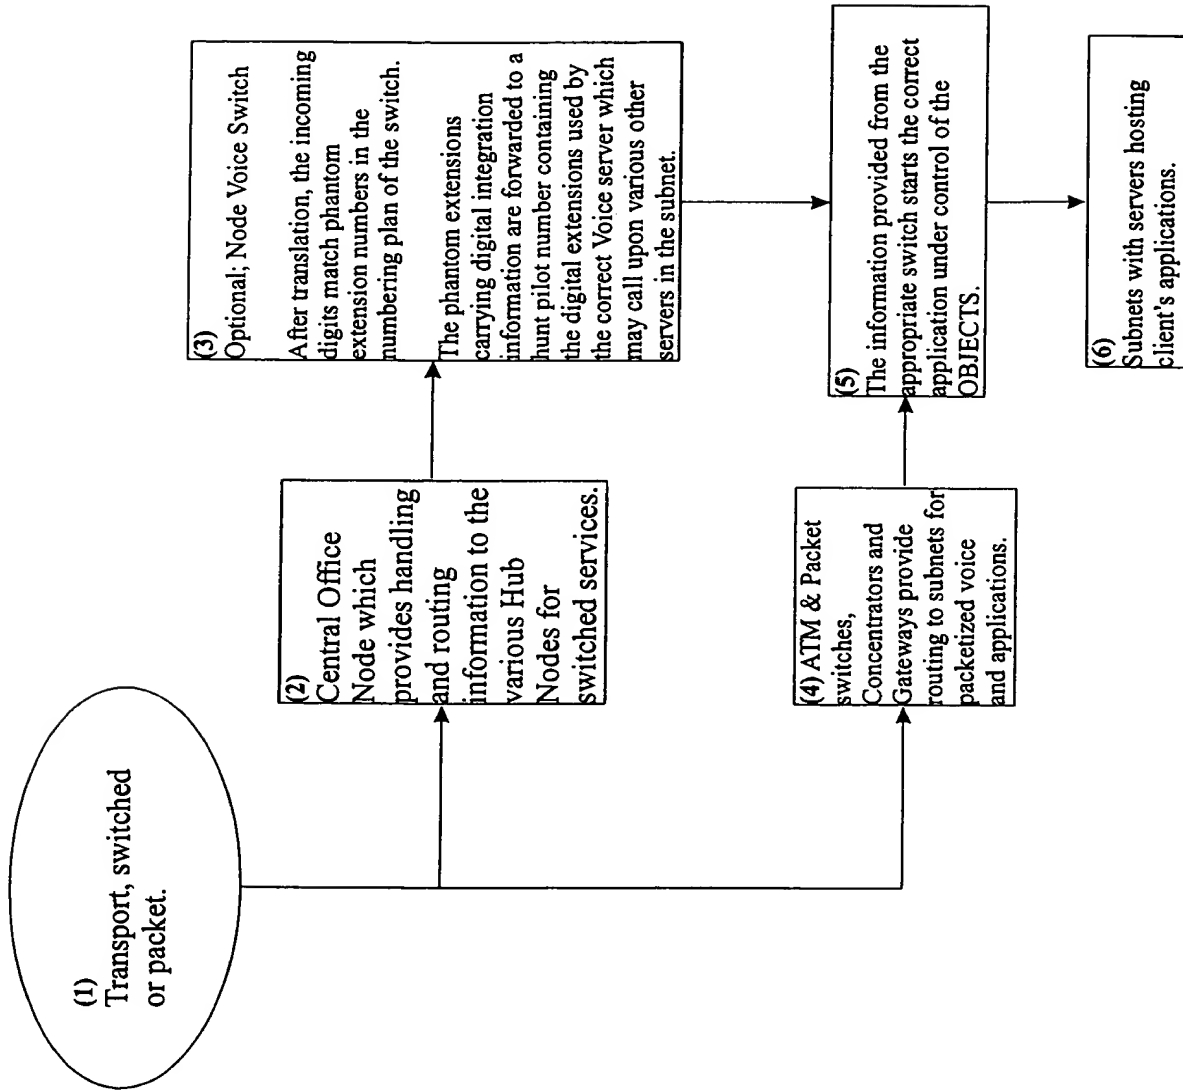 (1)
Transport, switched
or packet.
(2)
Central Office
Node which
provides handling
and routing
information to the
various Hub
Nodes for
switched services.
(3)
Optional; Node Voice Switch
After translation, the incoming
digits match phantom
extension numbers in the
numbering plan of the switch.
The phantom extensions
carrying digital integration
information are forwarded to a
hunt pilot number containing
the digital extensions used by
the correct Voice server which
may call upon various other
servers in the subnet.
(4) ATM & Packet
switches,
Concentrators and
Gateways provide
routing to subnets for
packetized voice
and applications.
(5)
The information provided from the
appropriate switch starts the correct
application under control of the
OBJECTS.
(6)
Subnets with servers hosting
client's applications.